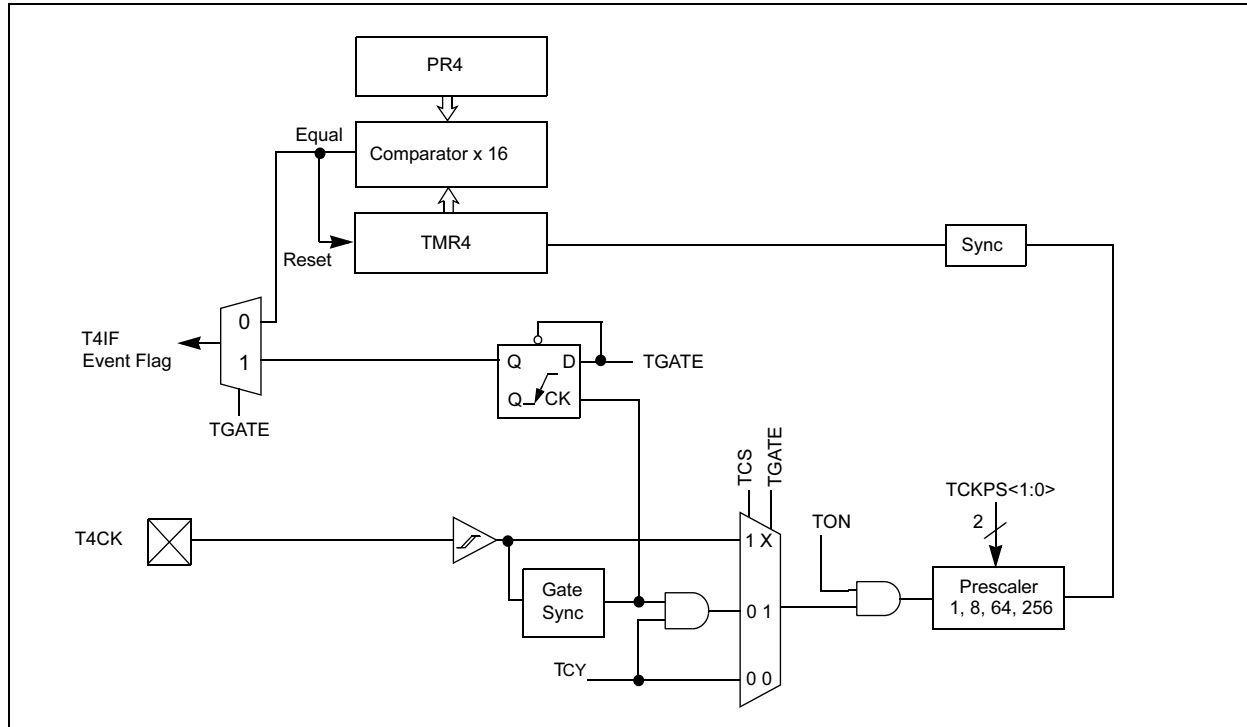 PR4
Equal
Comparator x 16
Reset
TMR4
Sync
0
T4IF
Event Flag
1
TGATE
Q
D
TGATE
Q
CK
TCS
TGATE
TCKPS<1:0>
2
T4CK
TON
1 X
Gate
Sync
0 1
Prescaler
1, 8, 64, 256
TCY
0 0